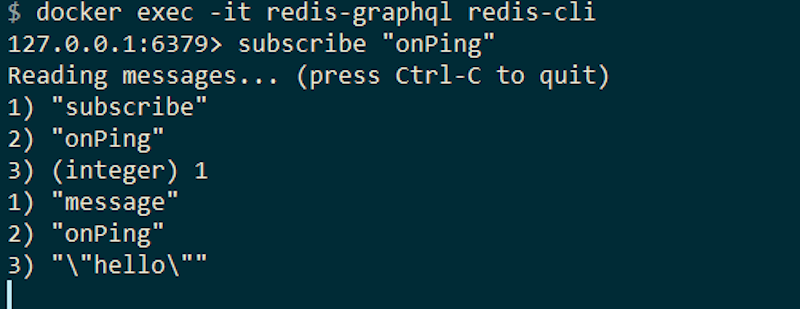 $ docker exec -it redis-graphql redis-cli
127.0.0.1:6379> subscribe "onPing"
Reading messages... (press Ctrl-C to quit)
1) "subscribe"
2) "onPing"
3) (integer) 1
1) "message"
2) "onPing"
3) "\"hello\""